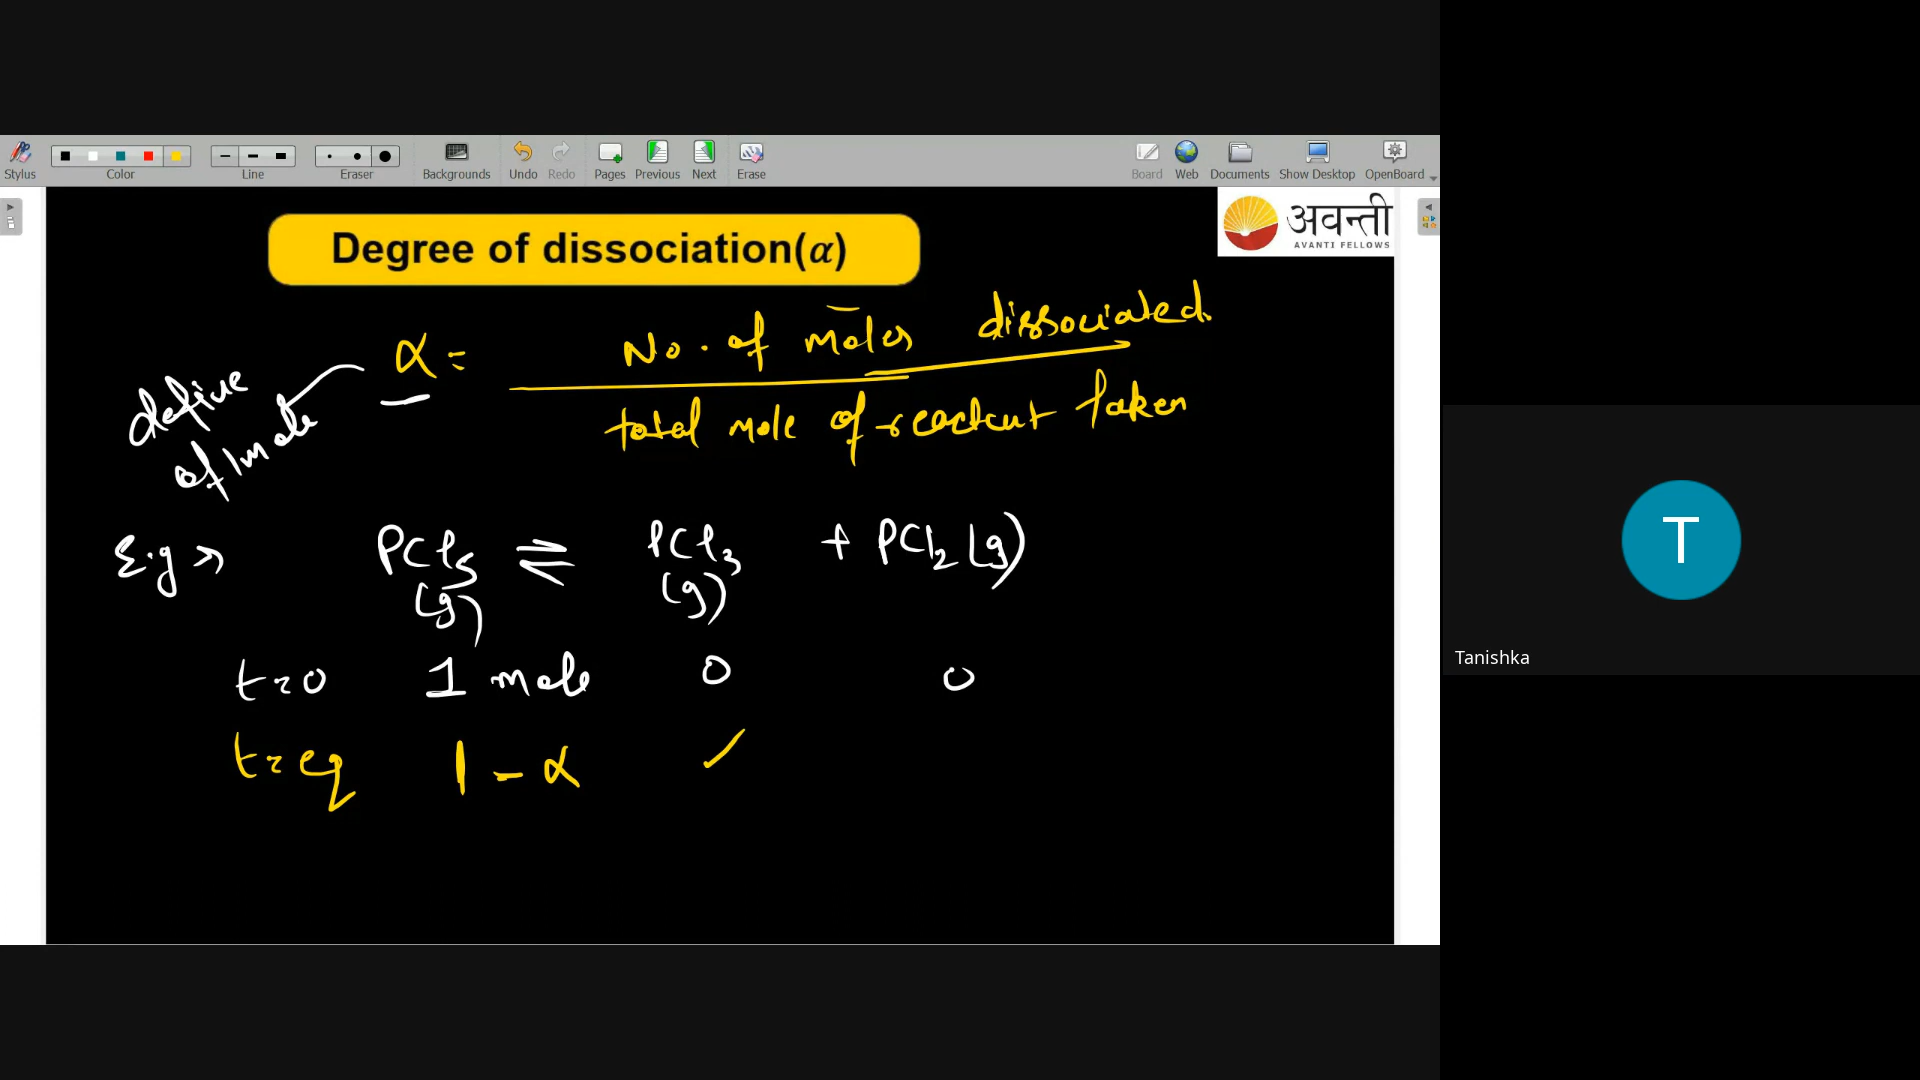 Stylus
Color
Line
Eraser
Backgrounds
Undo
Redo
Pages
Previous
Next
Erase
Board
Web
Documents
Show Desktop
OpenBoard
Degree of dissociation(α)
अवन्ती
AVANTI FELLOWS
α = No. of moles dissociated.
total mole of reactant taken
define
of 1 mole
E.g → PCl5 (g) ⇌ PCl3 (g) + PCl2 (g)
t=0 1 mole 0 0
t=eq 1 - α
T
Tanishka